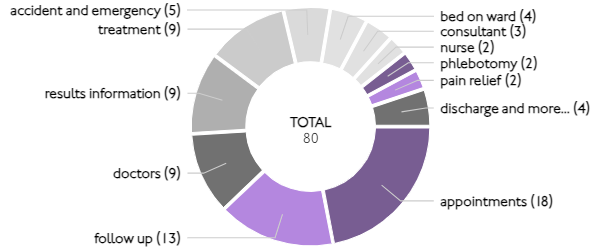 accident and emergency (5)
treatment (9)
results information (9)
doctors (9)
follow up (13)
TOTAL
80
bed on ward (4)
consultant (3)
nurse (2)
phlebotomy (2)
pain relief (2)
discharge and more... (4)
appointments (18)